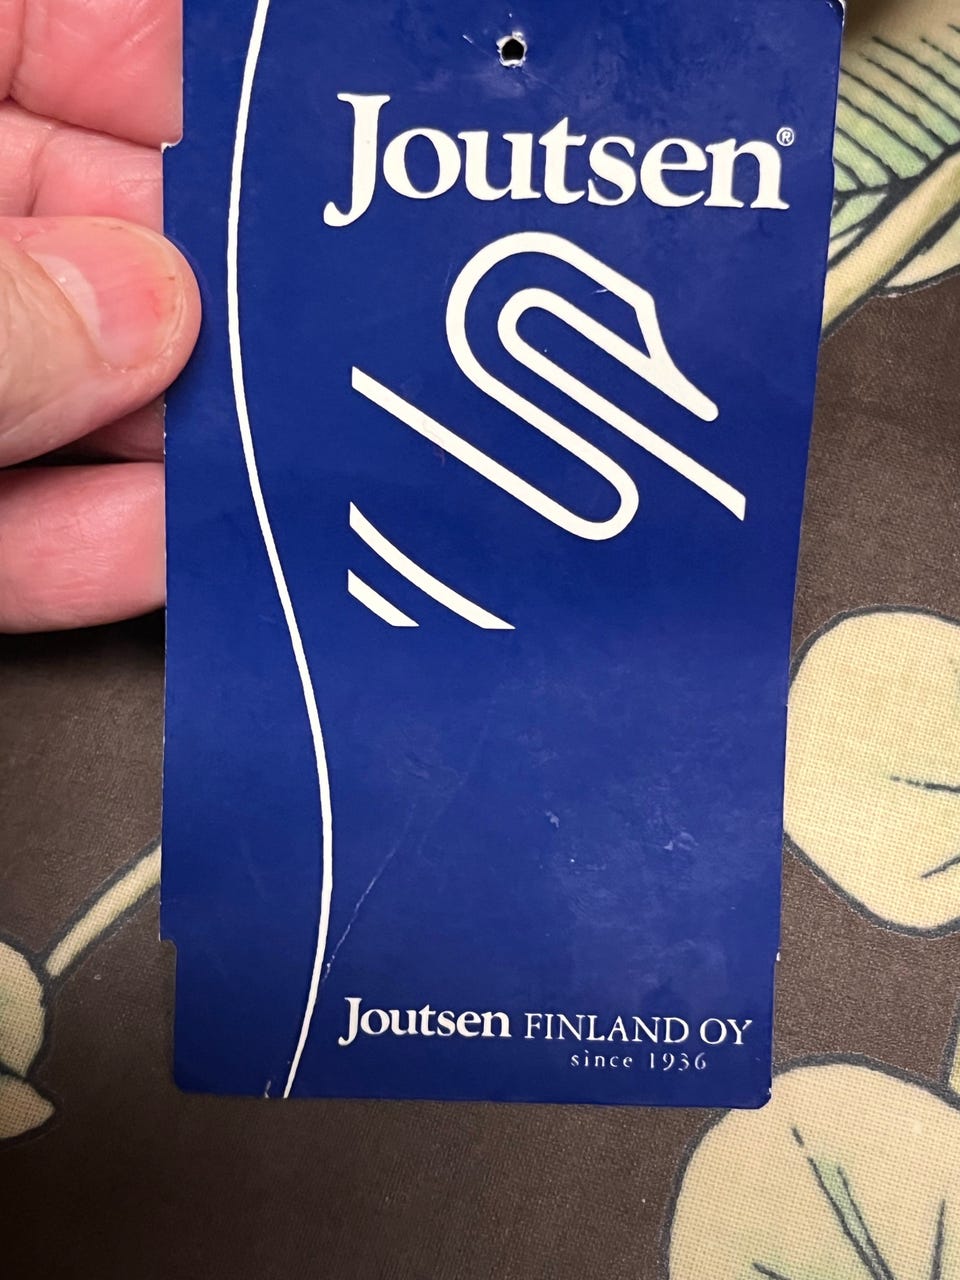 Joutsen®
Joutsen FINLAND OY
since 1936